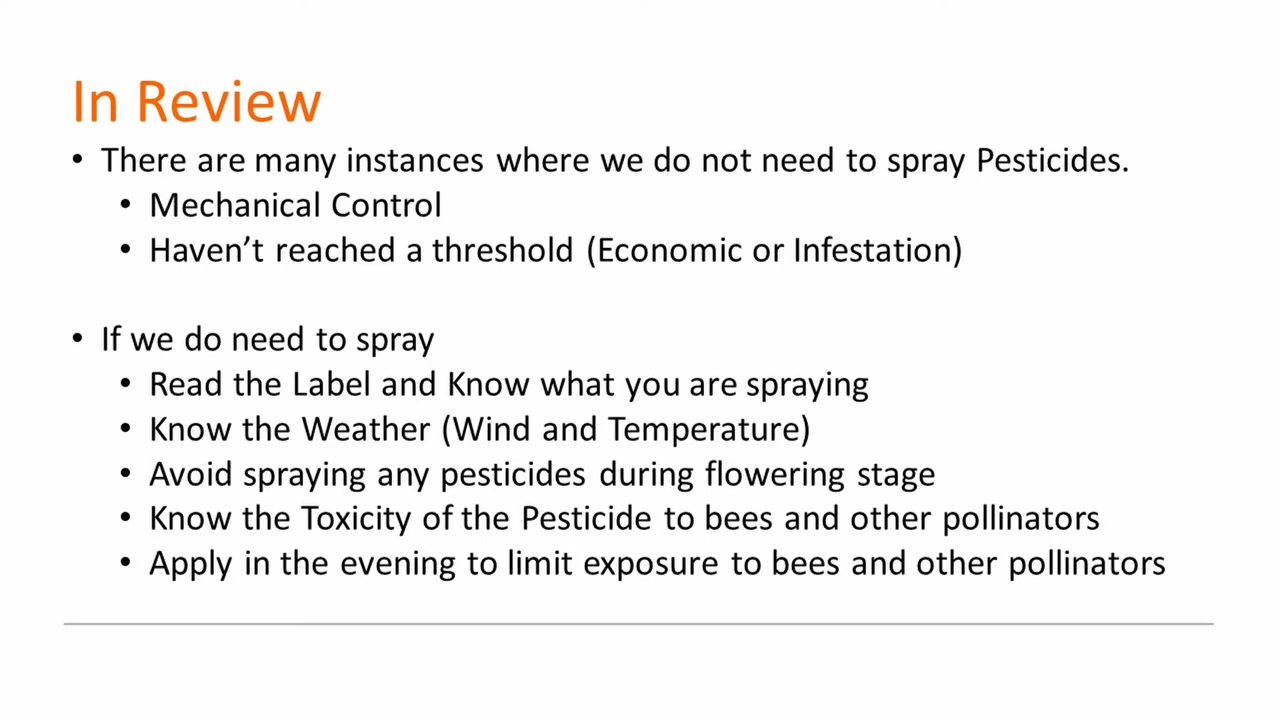 In Review
• There are many instances where we do not need to spray Pesticides.
• Mechanical Control
• Haven’t reached a threshold (Economic or Infestation)
• If we do need to spray
• Read the Label and Know what you are spraying
• Know the Weather (Wind and Temperature)
• Avoid spraying any pesticides during flowering stage
• Know the Toxicity of the Pesticide to bees and other pollinators
• Apply in the evening to limit exposure to bees and other pollinators